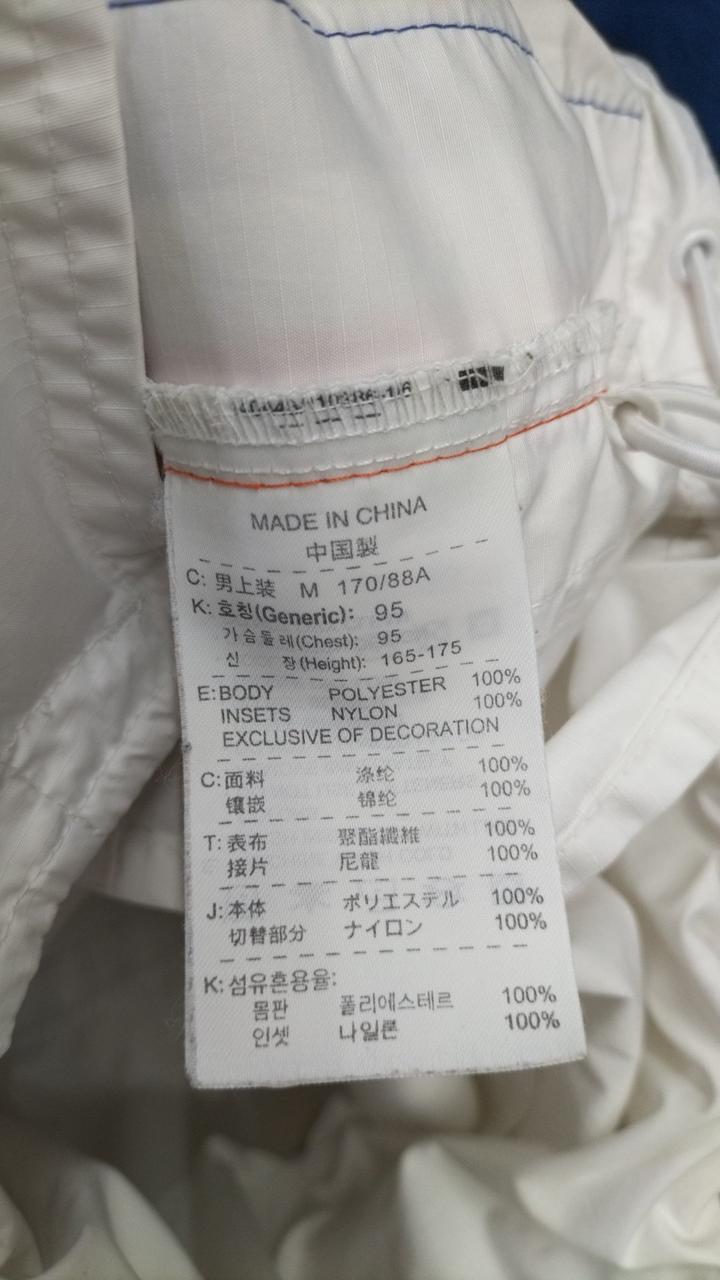 MADE IN CHINA
中国製
C: 男上装 M 170/88A
K: 호칭(Generic): 95
가슴둘레(Chest): 95
신 장(Height): 165-175
E: BODY POLYESTER 100%
INSETS NYLON 100%
EXCLUSIVE OF DECORATION
C: 面料 涤纶 100%
镶嵌 锦纶 100%
T: 表布 聚酯纖維 100%
接片 尼龍 100%
J: 本体 ポリエステル 100%
切替部分 ナイロン 100%
K: 섬유혼용율:
몸판 폴리에스테르 100%
인셋 나일론 100%